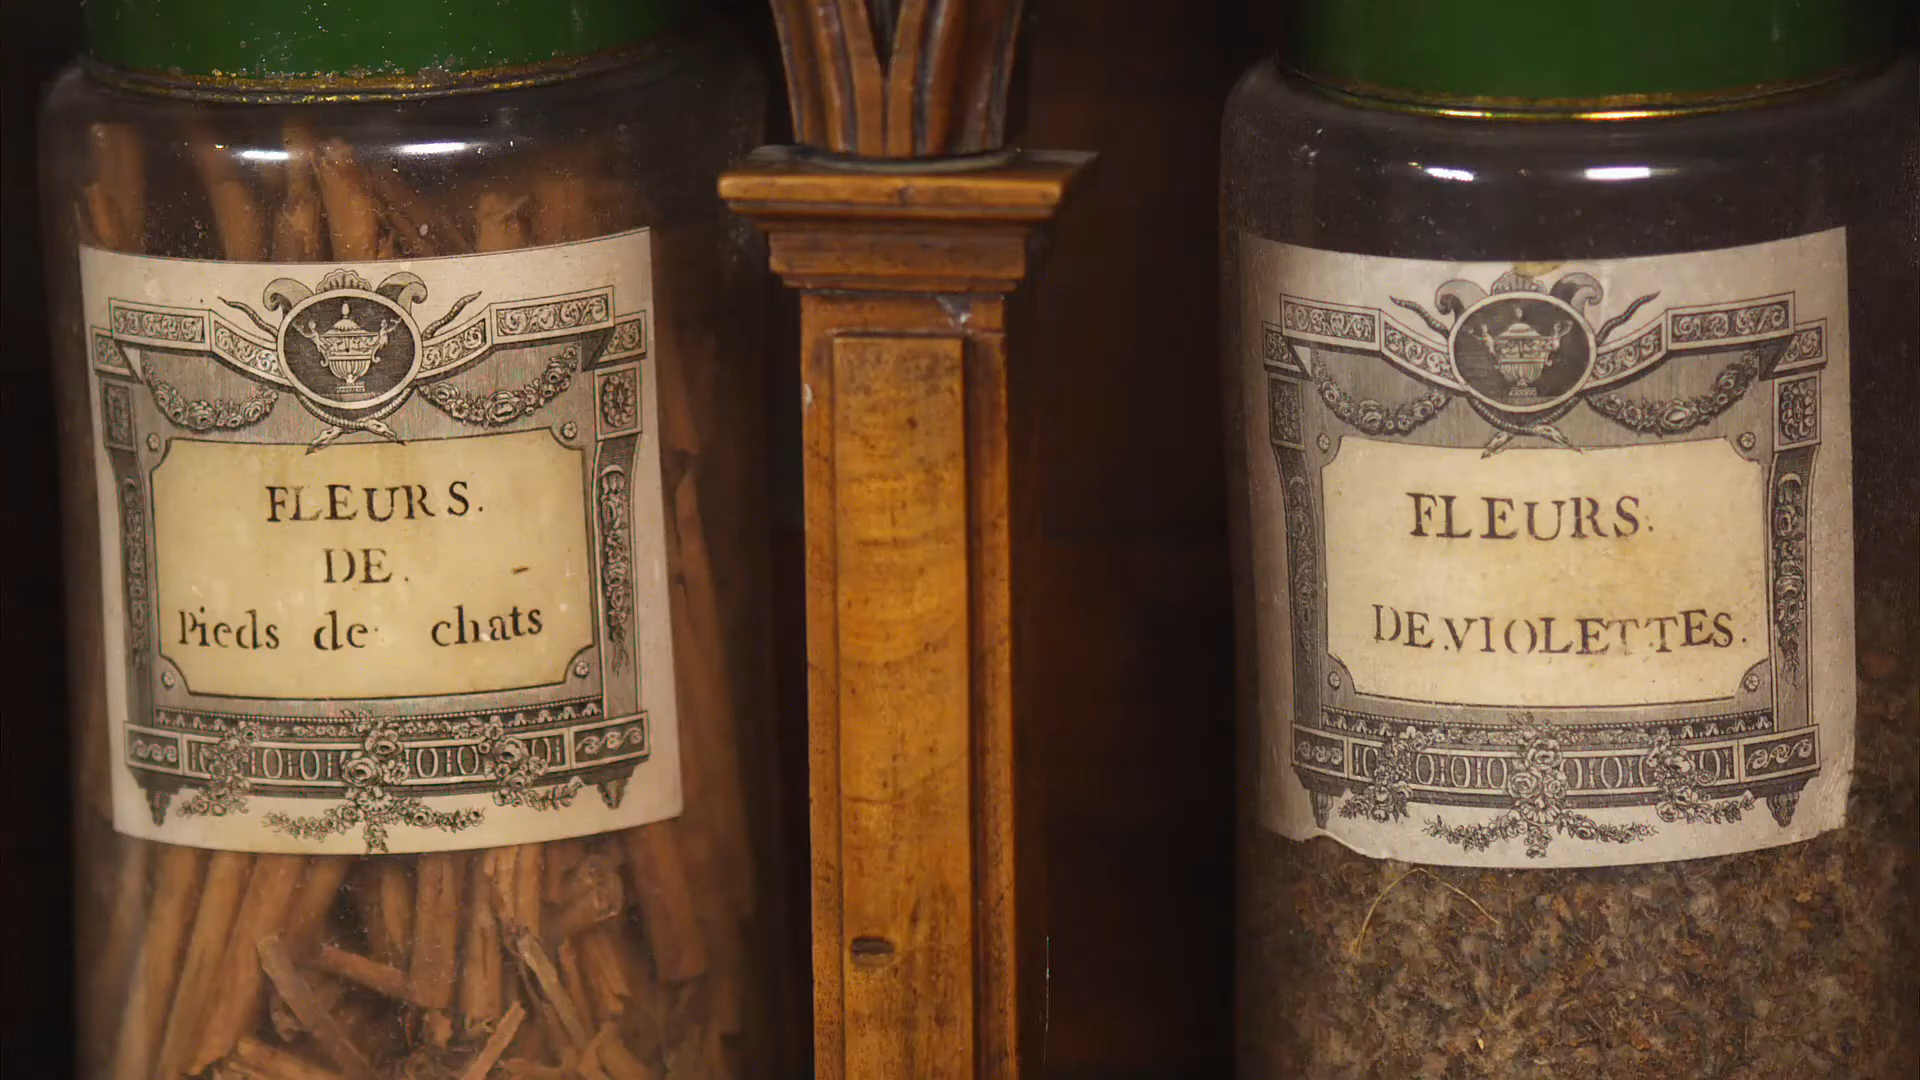 FLEURS.
DE.
Pieds de chats
FLEURS.
DE VIOLETTES.